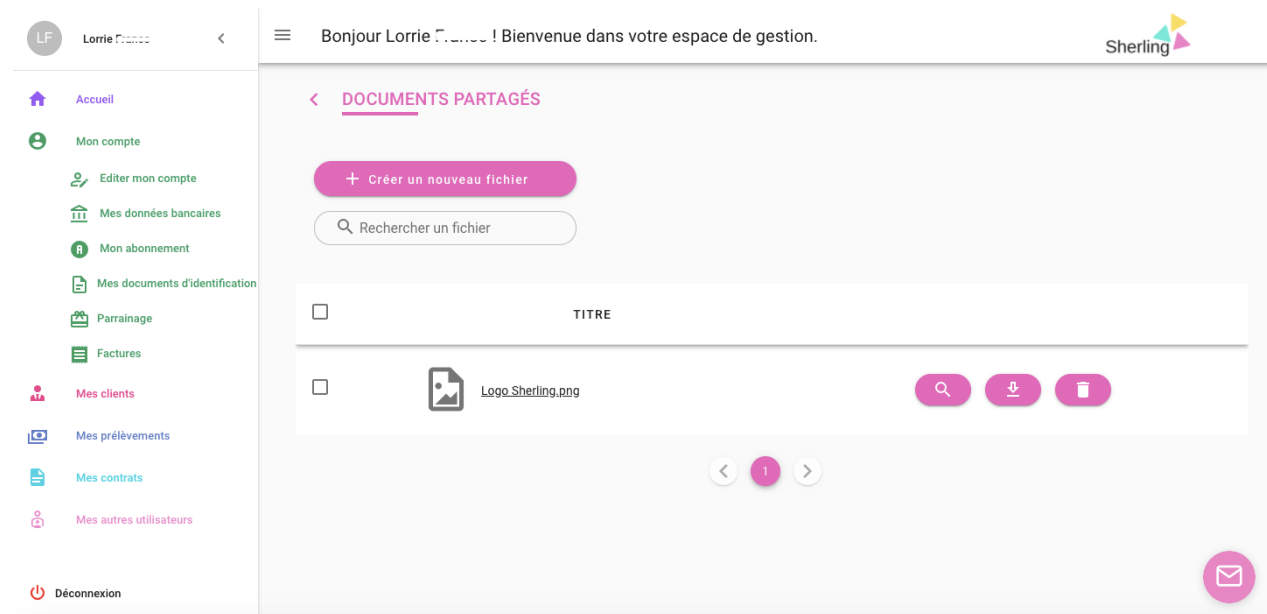 LF
Lorrie
Accueil
Mon compte
Editer mon compte
Mes données bancaires
Mon abonnement
Mes documents d'identification
Parrainage
Factures
Mes clients
Mes prélèvements
Mes contrats
Mes autres utilisateurs
Déconnexion
Bonjour Lorrie ! Bienvenue dans votre espace de gestion.
Sherling
DOCUMENTS PARTAGÉS
Créer un nouveau fichier
Rechercher un fichier
TITRE
Logo Sherling.png
1